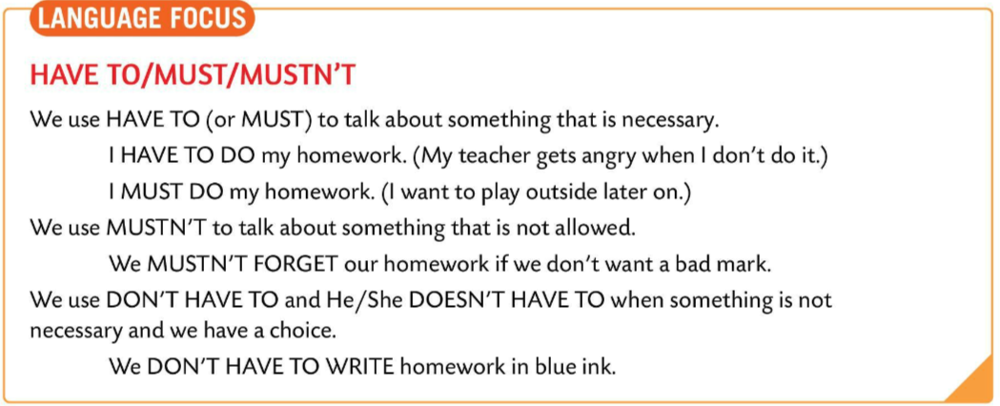 LANGUAGE FOCUS
HAVE TO/MUST/MUSTN'T
We use HAVE TO (or MUST) to talk about something that is necessary.
I HAVE TO DO my homework. (My teacher gets angry when I don't do it.)
I MUST DO my homework. (I want to play outside later on.)
We use MUSTN'T to talk about something that is not allowed.
We MUSTN'T FORGET our homework if we don't want a bad mark.
We use DON'T HAVE TO and He/She DOESN'T HAVE TO when something is not
necessary and we have a choice.
We DON'T HAVE TO WRITE homework in blue ink.